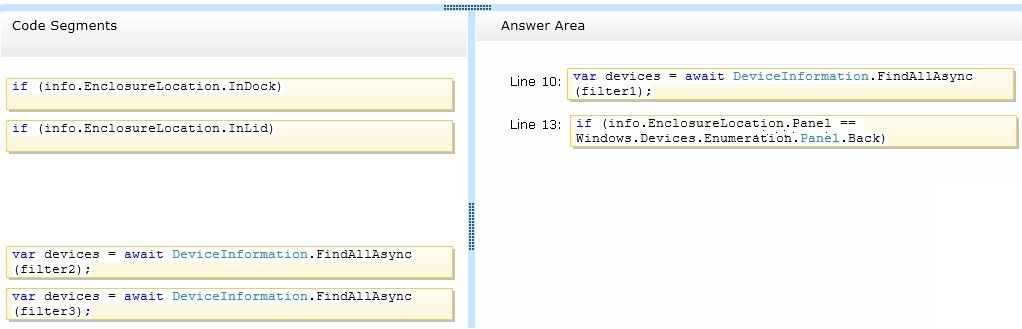 Code Segments
if (info.EnclosureLocation.InDock)
if (info.EnclosureLocation.InLid)
var devices = await DeviceInformation.FindAllAsync
(filter2);
var devices = await DeviceInformation.FindAllAsync
(filter3);
Answer Area
Line 10:
var devices = await DeviceInformation.FindAllAsync
(filter1);
Line 13:
if (info.EnclosureLocation.Panel ==
Windows.Devices.Enumeration.Panel.Back)